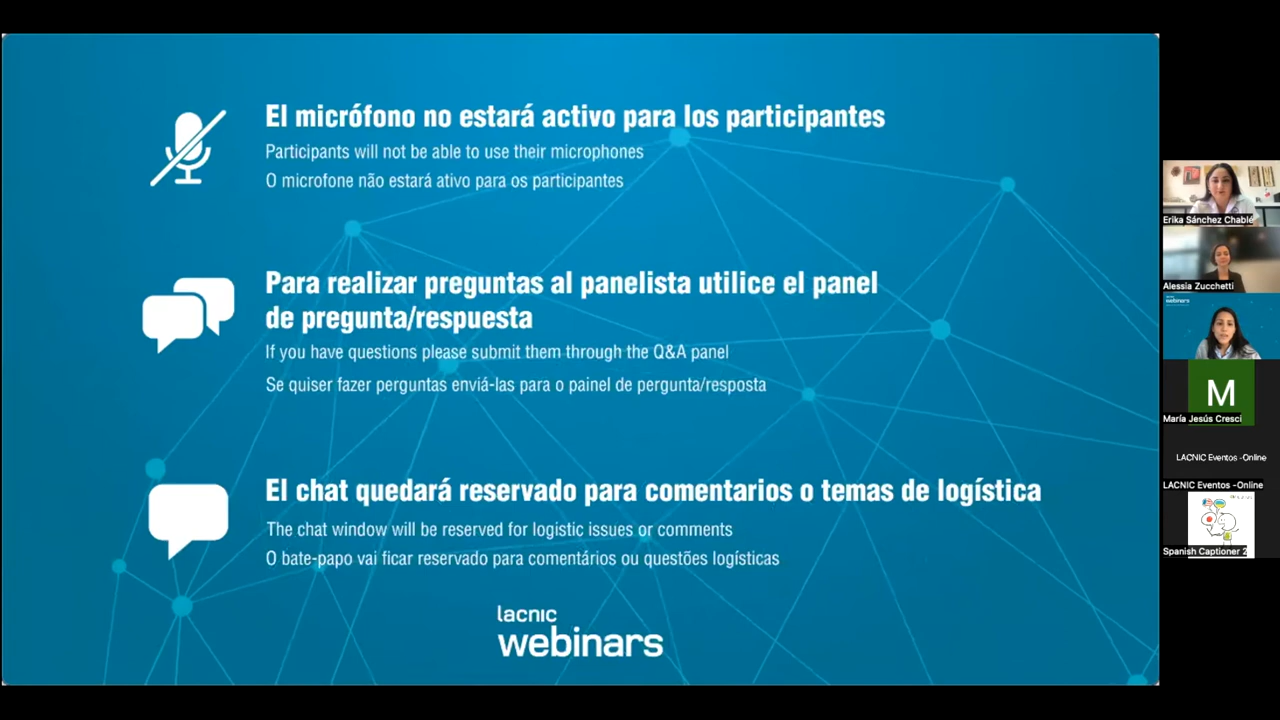 El micrófono no estará activo para los participantes
Participants will not be able to use their microphones
O microfone não estará ativo para os participantes
Para realizar preguntas al panelista utilice el panel
de pregunta/respuesta
If you have questions please submit them through the Q&A panel
Se quiser fazer perguntas enviá-las para o painel de pergunta/resposta
El chat quedará reservado para comentarios o temas de logística
The chat window will be reserved for logistic issues or comments
O bate-papo vai ficar reservado para comentários ou questões logísticas
lacnic
webinars
Erika Sánchez Chablé
Alessia Zucchetti
webinars
M
María Jesús Cresci
LACNIC Eventos -Online
LACNIC Eventos -Online
Spanish Captioner 2